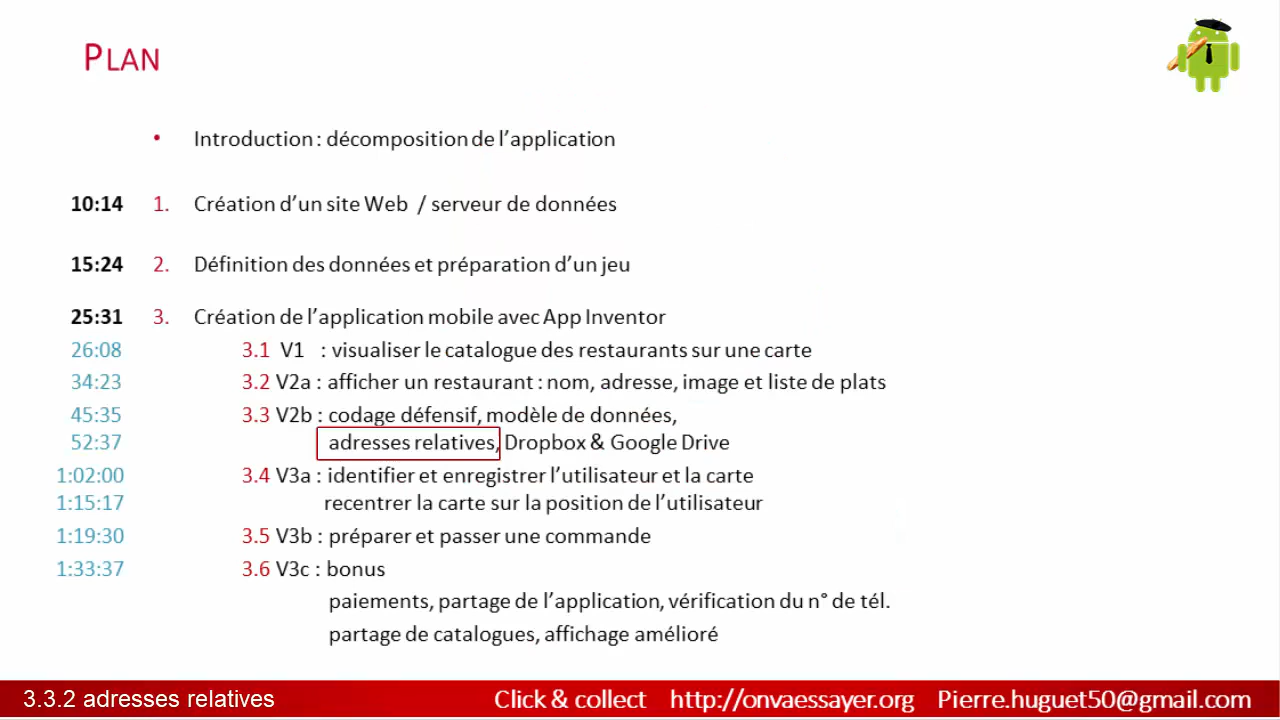 PLAN
• Introduction : décomposition de l'application
10:14 1. Création d'un site Web / serveur de données
15:24 2. Définition des données et préparation d'un jeu
25:31 3. Création de l'application mobile avec App Inventor
26:08 3.1 V1 : visualiser le catalogue des restaurants sur une carte
34:23 3.2 V2a : afficher un restaurant : nom, adresse, image et liste de plats
45:35 3.3 V2b : codage défensif, modèle de données,
52:37 adresses relatives, Dropbox & Google Drive
1:02:00 3.4 V3a : identifier et enregistrer l'utilisateur et la carte
1:15:17 recentrer la carte sur la position de l'utilisateur
1:19:30 3.5 V3b : préparer et passer une commande
1:33:37 3.6 V3c : bonus
paiements, partage de l'application, vérification du n° de tél.
partage de catalogues, affichage amélioré
3.3.2 adresses relatives Click & collect http://onvaessayer.org Pierre.huguet50@gmail.com